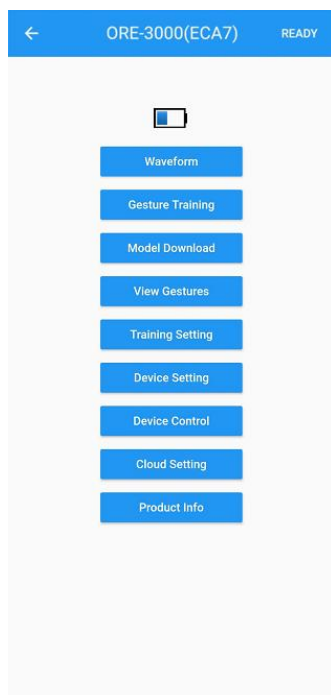 ORE-3000(ECA7) READY
Waveform
Gesture Training
Model Download
View Gestures
Training Setting
Device Setting
Device Control
Cloud Setting
Product Info